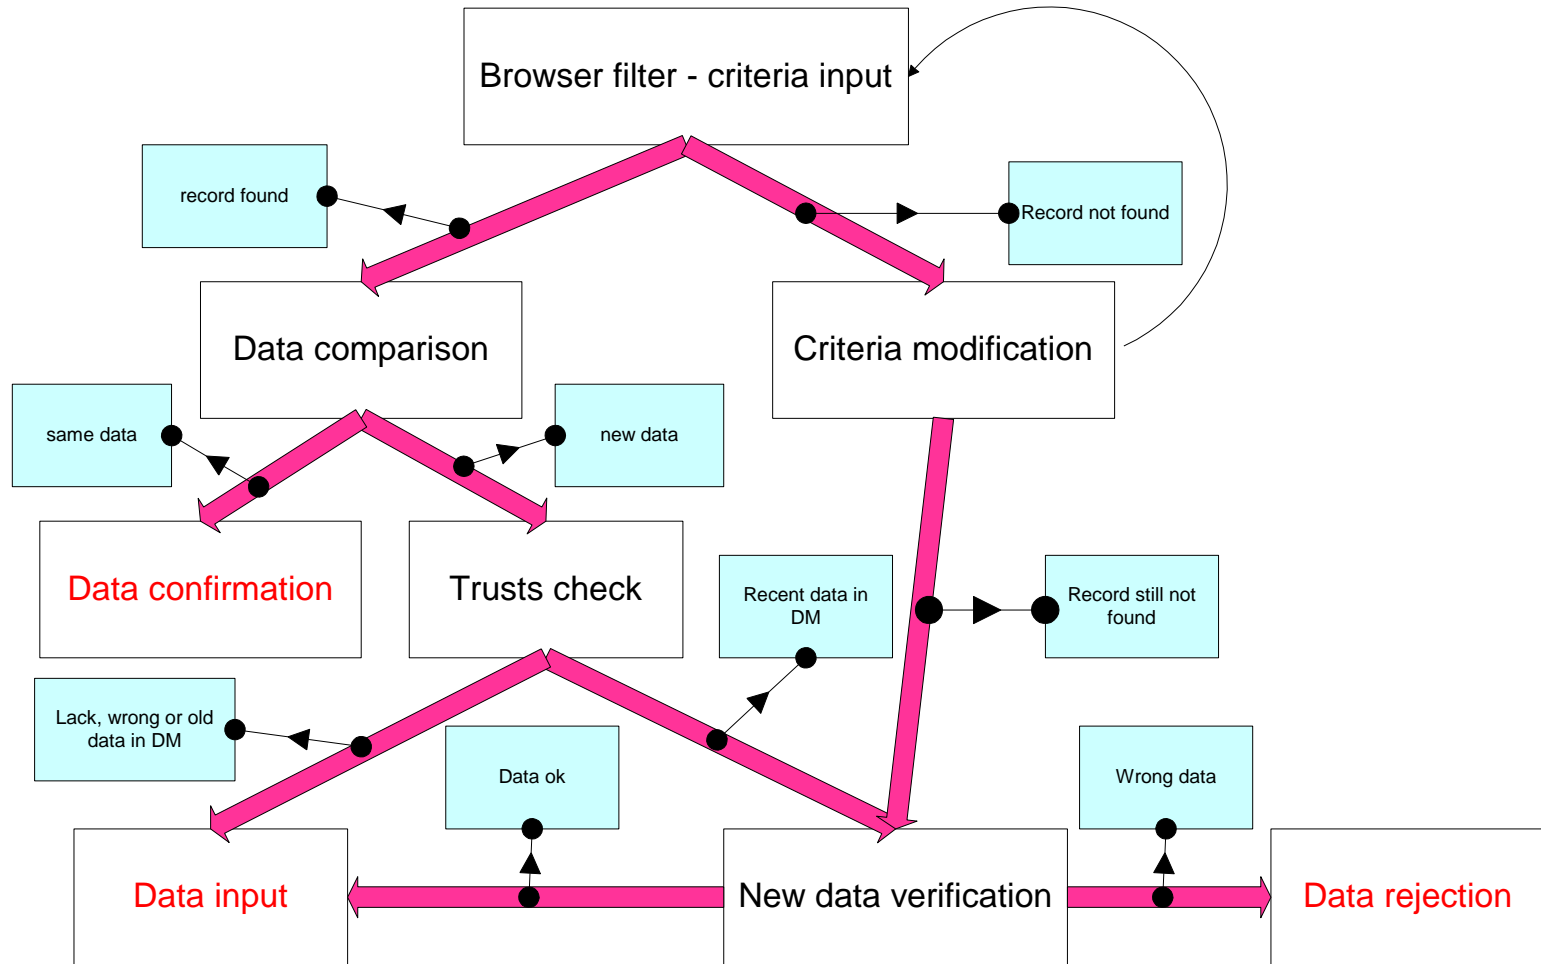 Browser filter - criteria input
record found
Record not found
Data comparison
Criteria modification
same data
new data
Data confirmation
Trusts check
Recent data in
DM
Record still not
found
Lack, wrong or old
data in DM
Data ok
Wrong data
Data input
New data verification
Data rejection